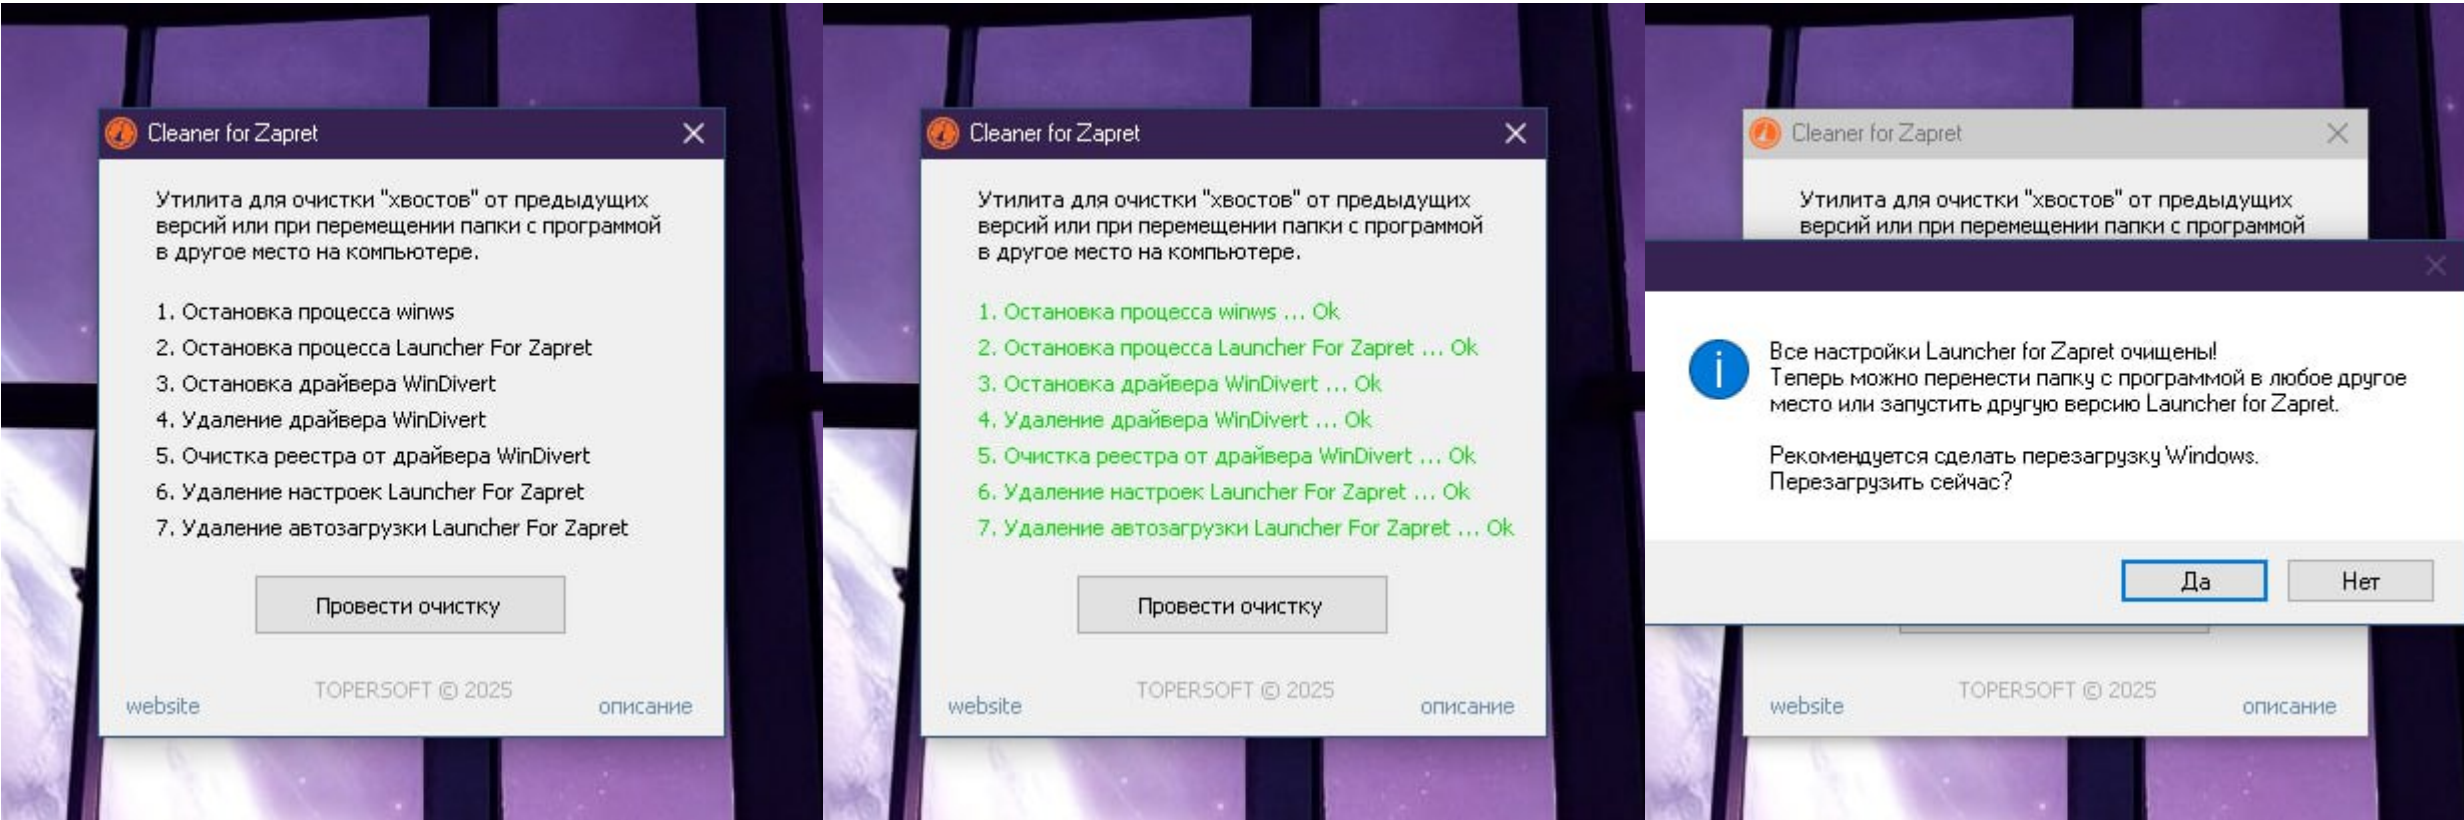 Cleaner for Zapret
Утилита для очистки "хвостов" от предыдущих
версий или при перемещении папки с программой
в другое место на компьютере.
1. Остановка процесса winws
2. Остановка процесса Launcher For Zapret
3. Остановка драйвера WinDivert
4. Удаление драйвера WinDivert
5. Очистка реестра от драйвера WinDivert
6. Удаление настроек Launcher For Zapret
7. Удаление автозагрузки Launcher For Zapret
Провести очистку
TOPERSOFT © 2025
website
описание
Cleaner for Zapret
Утилита для очистки "хвостов" от предыдущих
версий или при перемещении папки с программой
в другое место на компьютере.
1. Остановка процесса winws ... Ok
2. Остановка процесса Launcher For Zapret ... Ok
3. Остановка драйвера WinDivert ... Ok
4. Удаление драйвера WinDivert ... Ok
5. Очистка реестра от драйвера WinDivert ... Ok
6. Удаление настроек Launcher For Zapret ... Ok
7. Удаление автозагрузки Launcher For Zapret ... Ok
Провести очистку
TOPERSOFT © 2025
website
описание
Cleaner for Zapret
Утилита для очистки "хвостов" от предыдущих
версий или при перемещении папки с программой
Все настройки Launcher for Zapret очищены!
Теперь можно перенести папку с программой в любое другое
место или запустить другую версию Launcher for Zapret.
Рекомендуется сделать перезагрузку Windows.
Перезагрузить сейчас?
Да
Нет
TOPERSOFT © 2025
website
описание